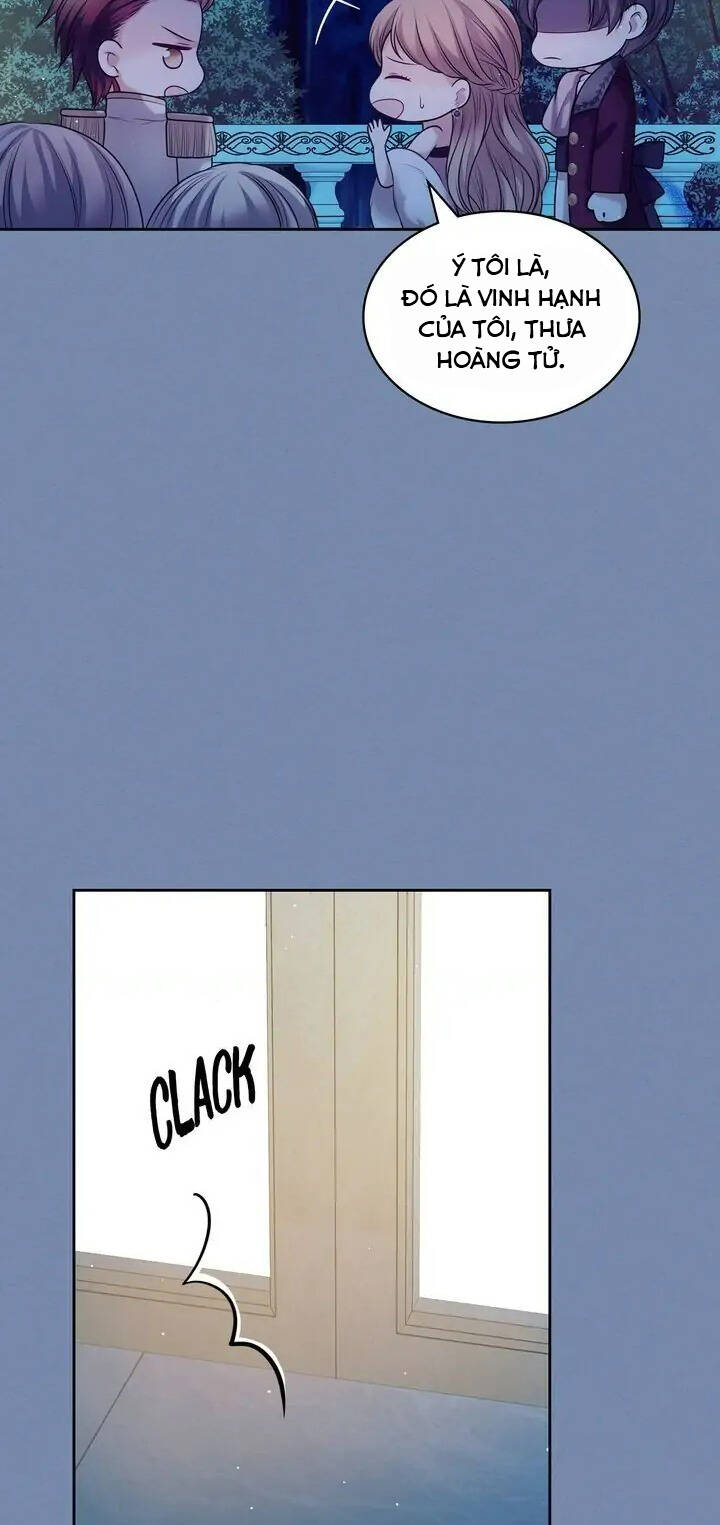 Ý TÔI LÀ,
ĐÓ LÀ VINH HẠNH
CỦA TÔI, THƯA
HOÀNG TỬ.
CLACK